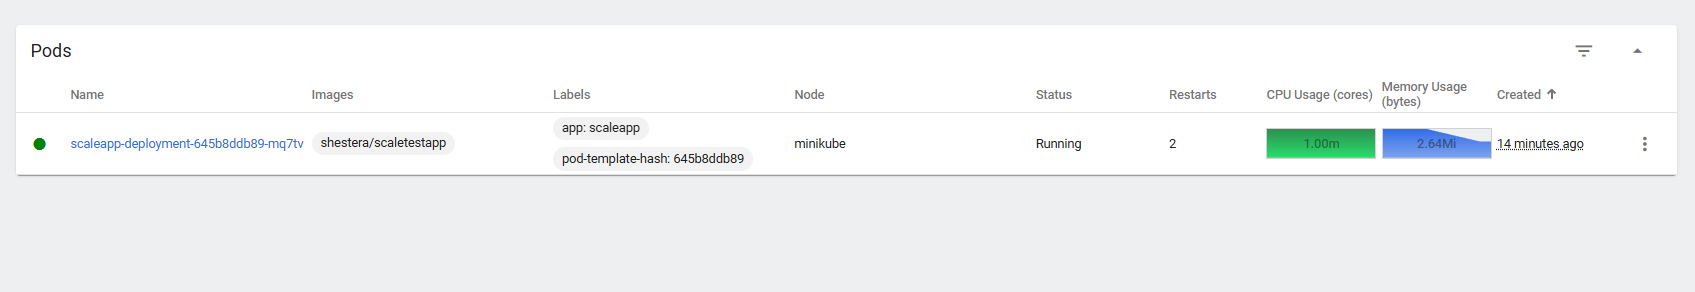 Pods
Name Images Labels Node Status Restarts CPU Usage (cores) Memory Usage (bytes) Created
scaleapp-deployment-645b8ddb89-mq7tv shestera/scaletestapp app: scaleapp pod-template-hash: 645b8ddb89 minikube Running 2 1.00m 2.64Mi 14 minutes ago